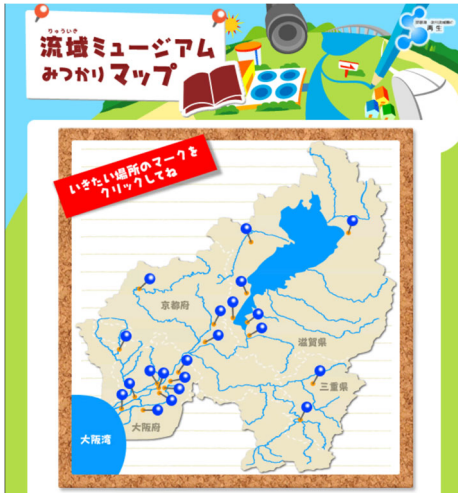 りゅういき
流域ミュージアム
みつかりマップ
再生
いきたい場所のマークを
クリックしてね
京都府
滋賀県
三重県
大阪府
大阪湾